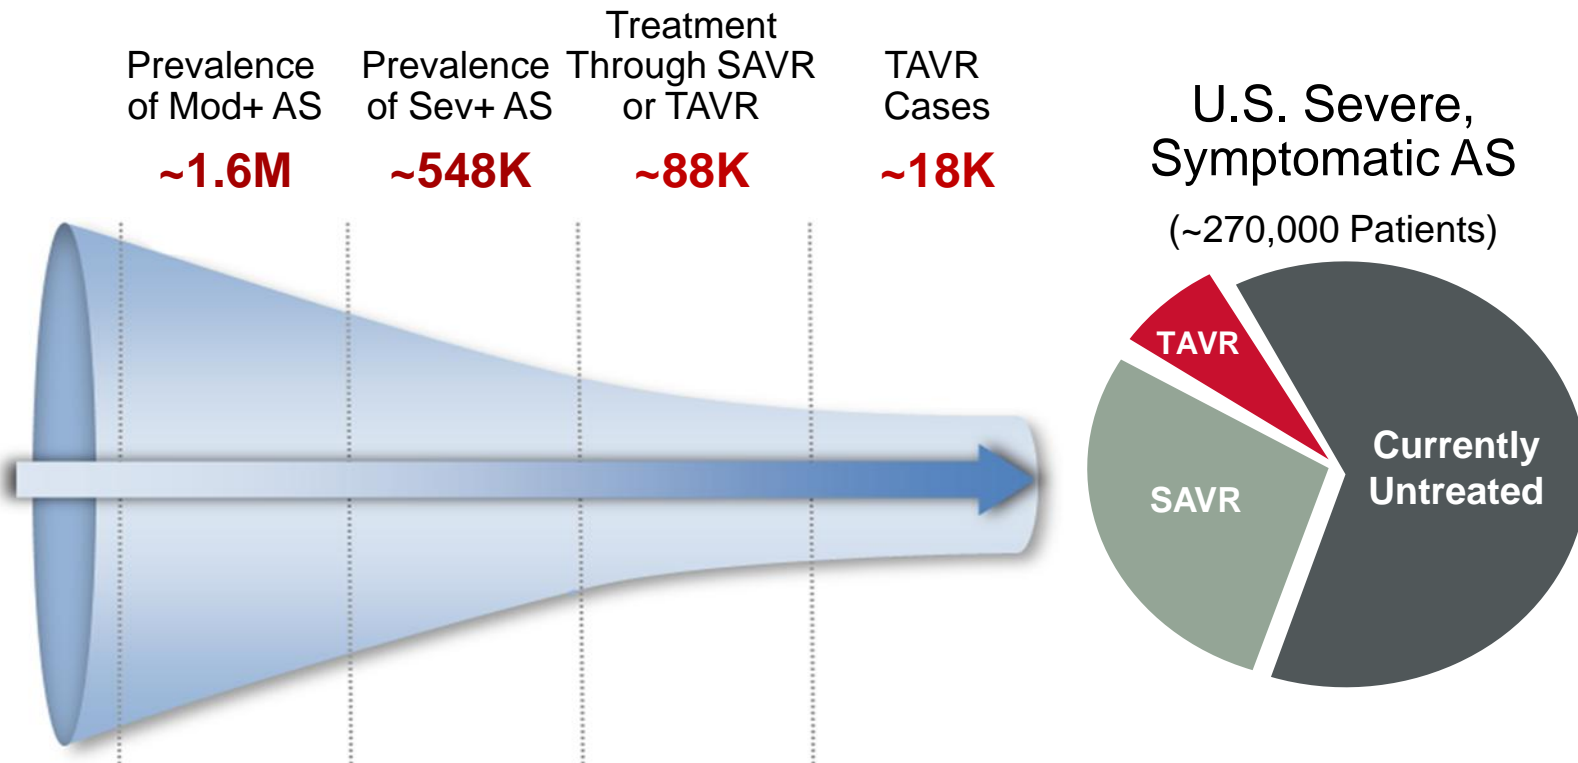 Prevalence
of Mod+ AS
~1.6M
Prevalence
of Sev+ AS
~548K
Treatment
Through SAVR
or TAVR
~88K
TAVR
Cases
~18K
U.S. Severe,
Symptomatic AS
(~270,000 Patients)
TAVR
SAVR
Currently
Untreated